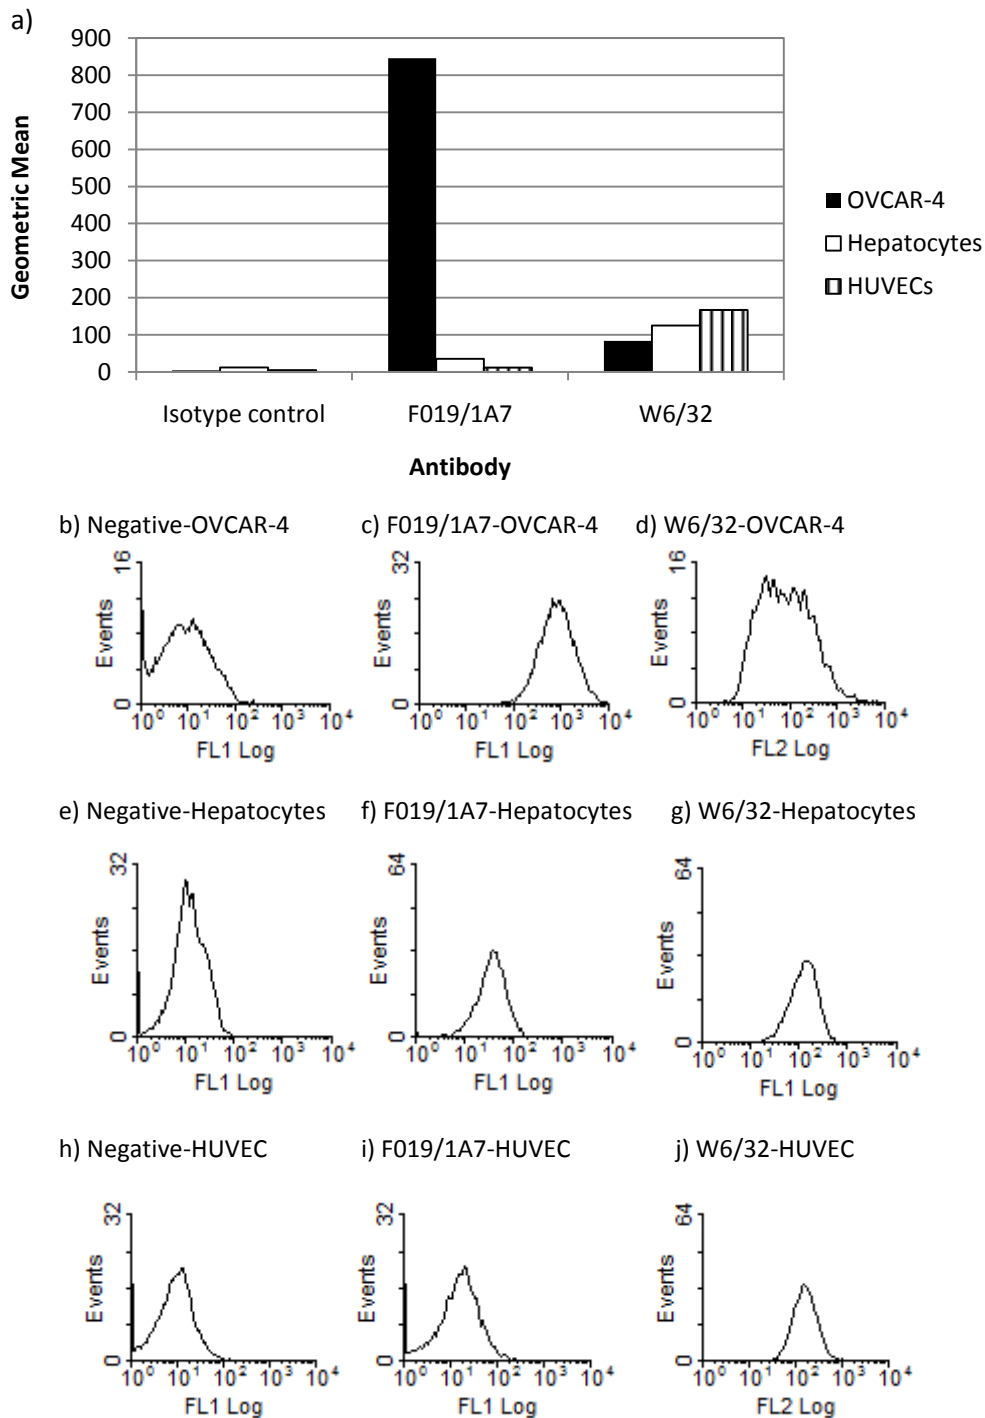 a)
900
800
700
600
500
400
300
200
100
0
Geometric Mean
Isotype control F019/1A7 W6/32
Antibody
OVCAR-4
Hepatocytes
HUVECs
b) Negative-OVCAR-4 c) F019/1A7-OVCAR-4 d) W6/32-OVCAR-4
16
Events
0
10⁰ 10¹ 10² 10³ 10⁴
FL1 Log
32
Events
0
10⁰ 10¹ 10² 10³ 10⁴
FL1 Log
16
Events
0
10⁰ 10¹ 10² 10³ 10⁴
FL2 Log
e) Negative-Hepatocytes f) F019/1A7-Hepatocytes g) W6/32-Hepatocytes
32
Events
0
10⁰ 10¹ 10² 10³ 10⁴
FL1 Log
64
Events
0
10⁰ 10¹ 10² 10³ 10⁴
FL1 Log
64
Events
0
10⁰ 10¹ 10² 10³ 10⁴
FL1 Log
h) Negative-HUVEC i) F019/1A7-HUVEC j) W6/32-HUVEC
32
Events
0
10⁰ 10¹ 10² 10³ 10⁴
FL1 Log
32
Events
0
10⁰ 10¹ 10² 10³ 10⁴
FL1 Log
64
Events
0
10⁰ 10¹ 10² 10³ 10⁴
FL2 Log